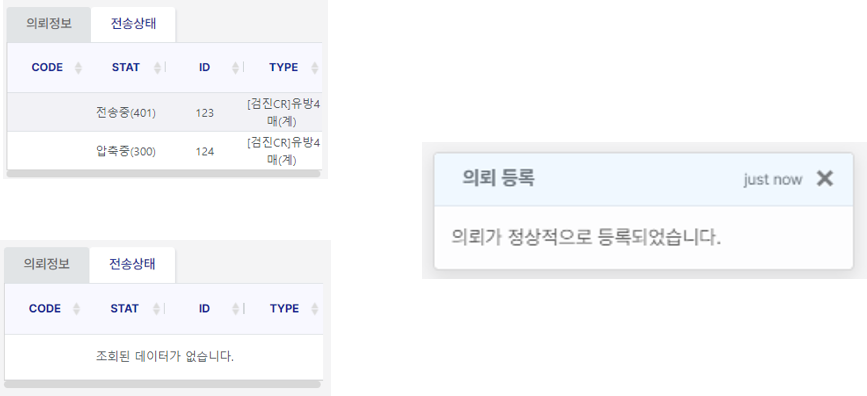 의뢰정보 전송상태
CODE STAT ID TYPE
전송중(401) 123 [검진CR]유방4
매(계)
압축중(300) 124 [검진CR]유방4
매(계)
의뢰 등록 just now ×
의뢰가 정상적으로 등록되었습니다.
의뢰정보 전송상태
CODE STAT ID TYPE
조회된 데이터가 없습니다.